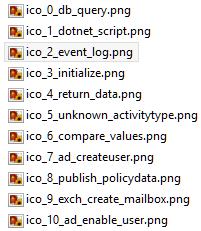 ico_0_db_query.png
ico_1_dotnet_script.png
ico_2_event_log.png
ico_3_initialize.png
ico_4_return_data.png
ico_5_unknown_activitytype.png
ico_6_compare_values.png
ico_7_ad_createuser.png
ico_8_publish_policydata.png
ico_9_exch_create_mailbox.png
ico_10_ad_enable_user.png